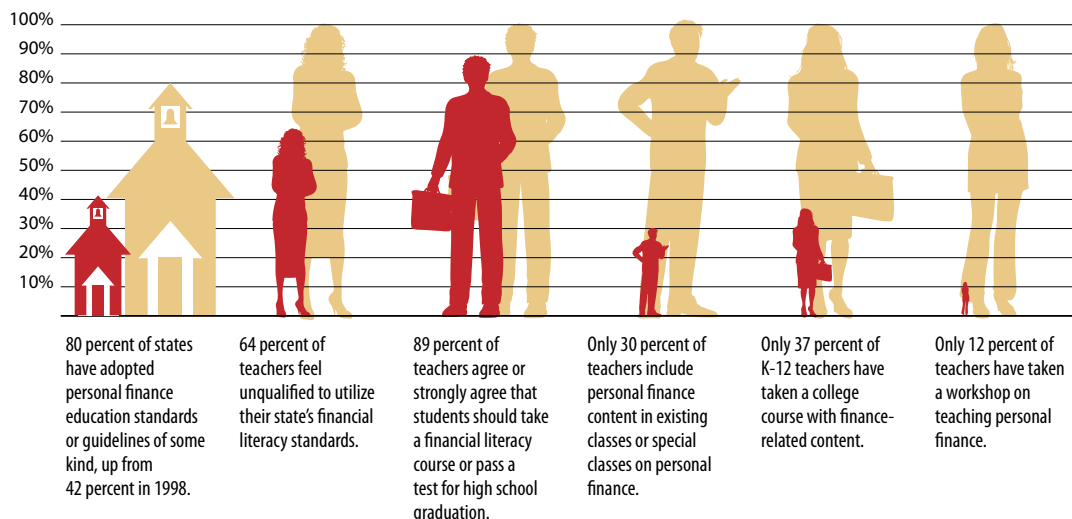 100%
90%
80%
70%
60%
50%
40%
30%
20%
10%
80 percent of states
have adopted
personal finance
education standards
or guidelines of some
kind, up from
42 percent in 1998.
64 percent of
teachers feel
unqualified to utilize
their state’s financial
literacy standards.
89 percent of
teachers agree or
strongly agree that
students should take
a financial literacy
course or pass a
test for high school
graduation.
Only 30 percent of
teachers include
personal finance
content in existing
classes or special
classes on personal
finance.
Only 37 percent of
K-12 teachers have
taken a college
course with finance-
related content.
Only 12 percent of
teachers have taken
a workshop on
teaching personal
finance.